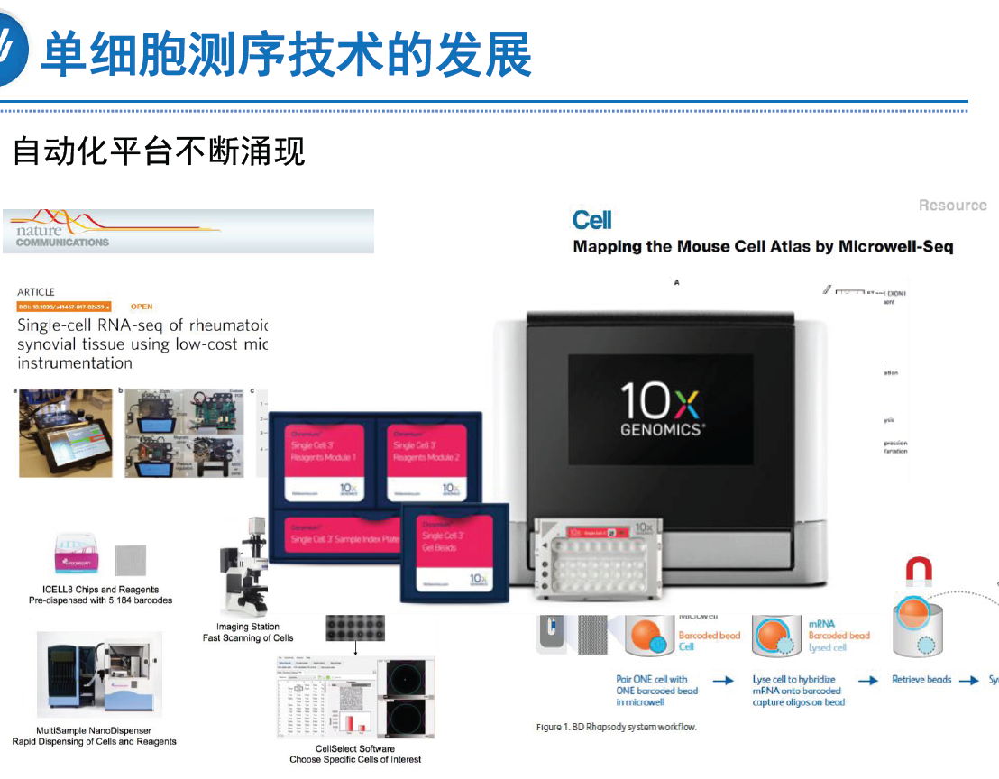 单细胞测序技术的发展
自动化平台不断涌现
nature
COMMUNICATIONS
Resource
Cell
Mapping the Mouse Cell Atlas by Microwell-Seq
ARTICLE
DOI: 10.1038/s41467-017-02659-x
OPEN
Single-cell RNA-seq of rheumatoid
synovial tissue using low-cost mic
instrumentation
a
b
c
A
10x
GENOMICS
Chromium
Single Cell 3'
Reagents Module 1
10x
GENOMICS
Chromium
Single Cell 3'
Reagents Module 2
10x
GENOMICS
Chromium
Single Cell 3' Sample Index Plate
Chromium
Single Cell 3'
Gel Beads
10x
GENOMICS
10x
ICELL8 Chips and Reagents
Pre-dispensed with 5,184 barcodes
Imaging Station
Fast Scanning of Cells
MultiSample NanoDispenser
Rapid Dispensing of Cells and Reagents
CellSelect Software
Choose Specific Cells of Interest
Microwell
Barcoded bead
Cell
mRNA
Barcoded bead
Lysed cell
Pair ONE cell with
ONE barcoded bead
in microwell
Lyse cell to hybridize
mRNA onto barcoded
capture oligos on bead
Retrieve beads
Sy
Figure 1. BD Rhapsody system workflow.